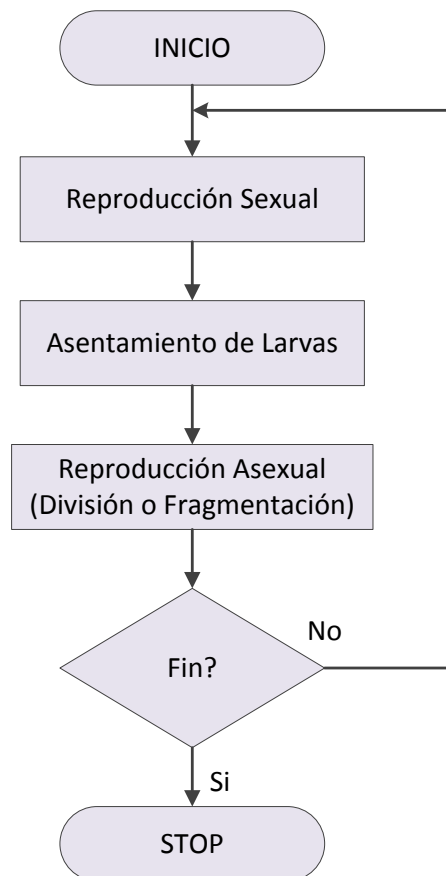 INICIO
Reproducción Sexual
Asentamiento de Larvas
Reproducción Asexual
(División o Fragmentación)
No
Fin?
Si
STOP